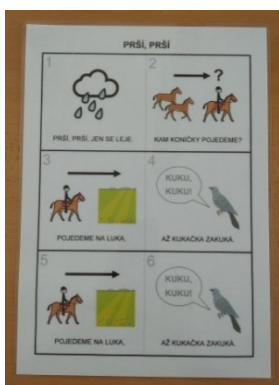 PRŠÍ, PRŠÍ
1
2
?
PRŠÍ, PRŠÍ, JEN SE LEJE.
KAM KONÍČKY POJEDEME?
3
4
KUKU,
KUKU!
POJEDEME NA LUKA,
AŽ KUKAČKA ZAKUKÁ.
5
6
KUKU,
KUKU!
POJEDEME NA LUKA,
AŽ KUKAČKA ZAKUKÁ.